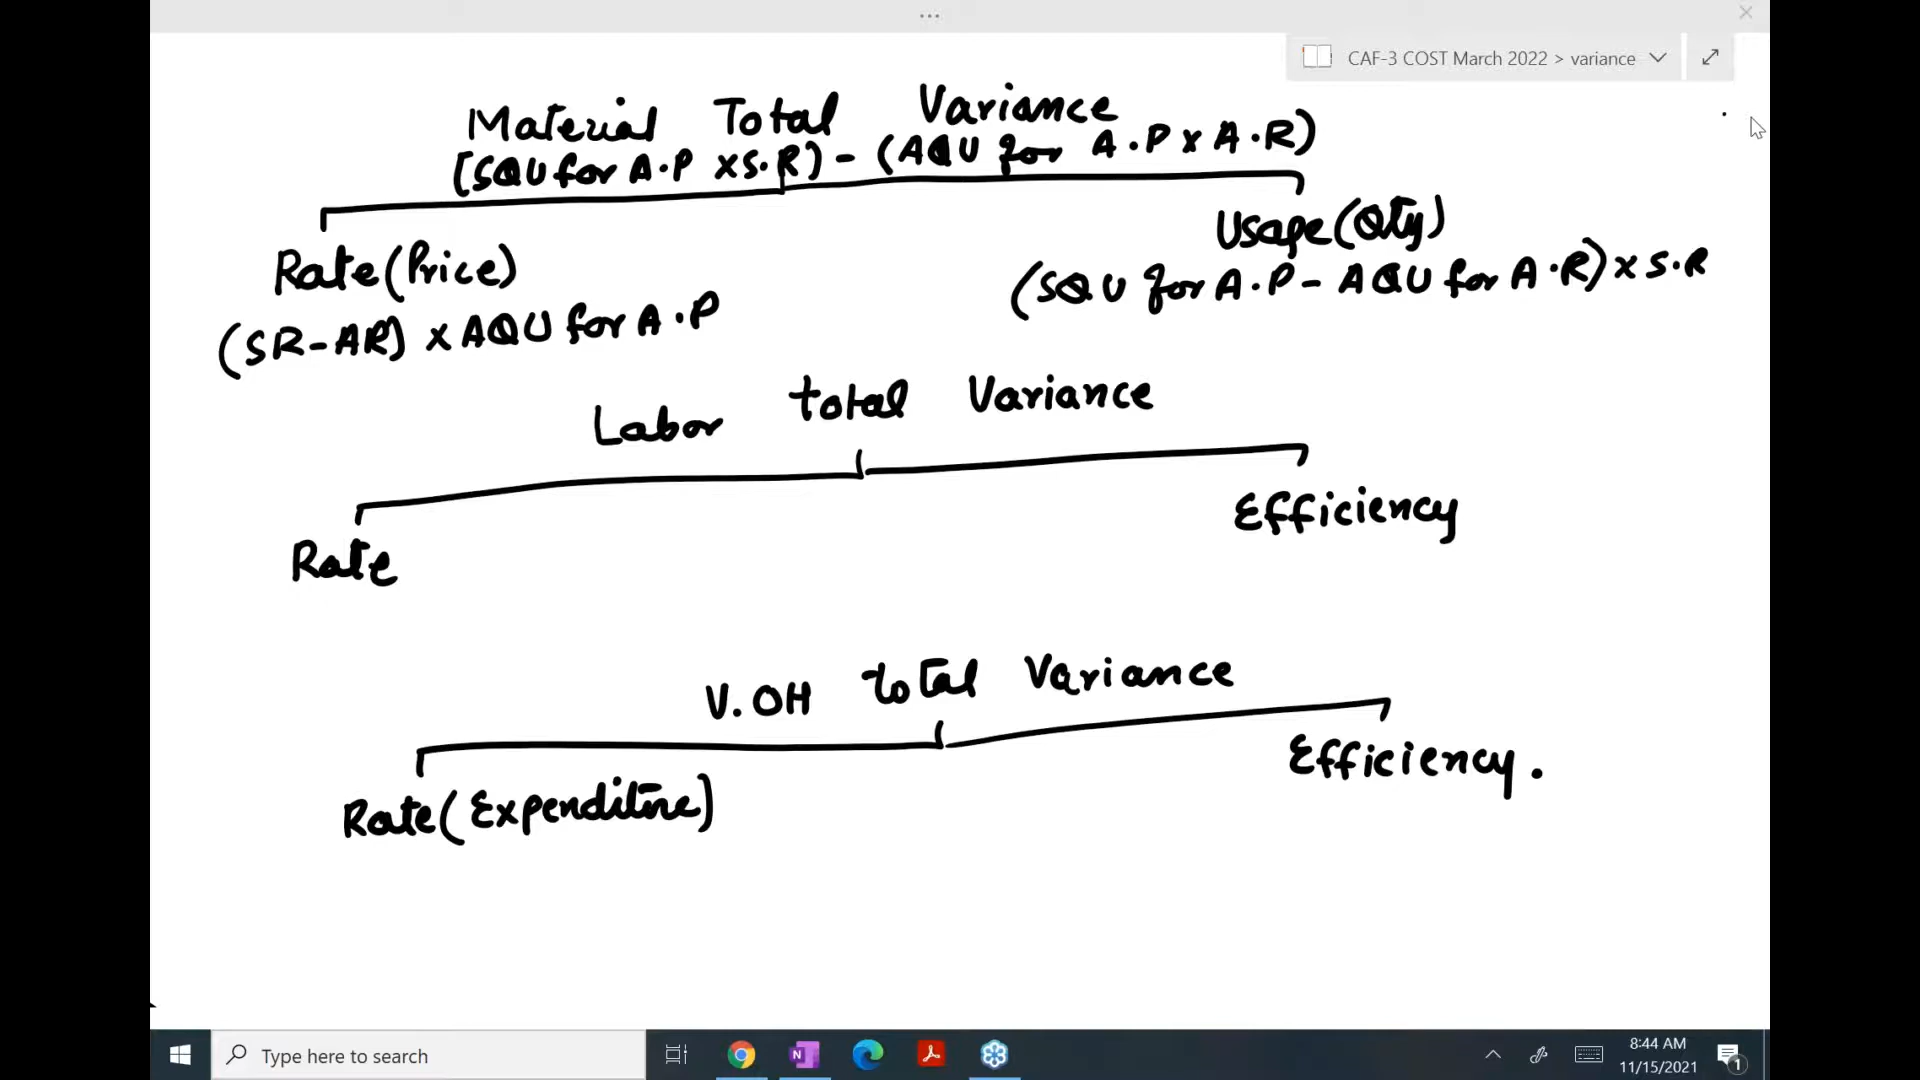 ...
CAF-3 COST March 2022 > variance
Material Total Variance
[SQU for A.P x S.R) - (AQU for A.P x A.R)
Rate (Price)
(SR-AR) x AQU for A.P
Usage (Qty)
(SQU for A.P - AQU for A.R) x S.R
Labor total Variance
Rate
Efficiency
V.OH total Variance
Rate (Expenditure)
Efficiency.
Type here to search
8:44 AM
11/15/2021
1